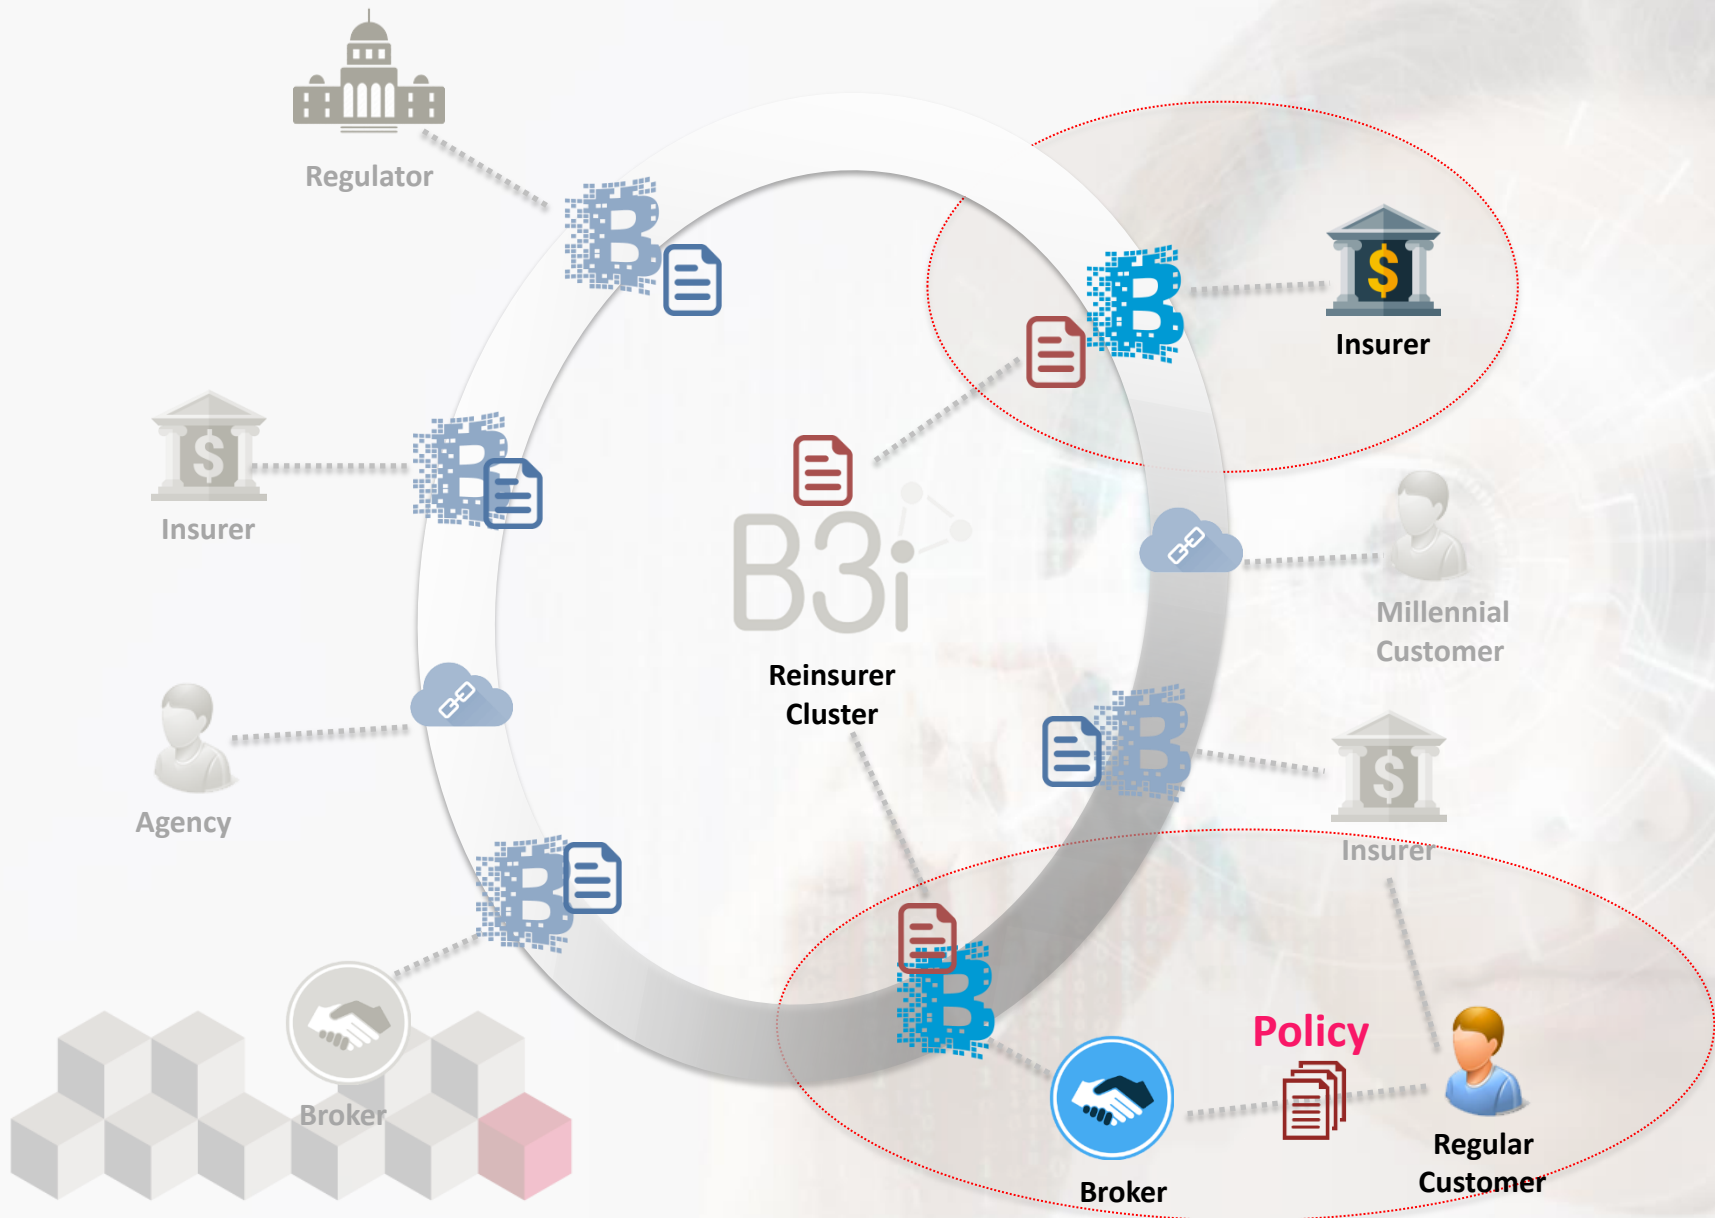 Regulator
Insurer
Insurer
B3i
Millennial
Customer
Reinsurer
Cluster
Agency
Insurer
Policy
Broker
Regular
Customer
Broker